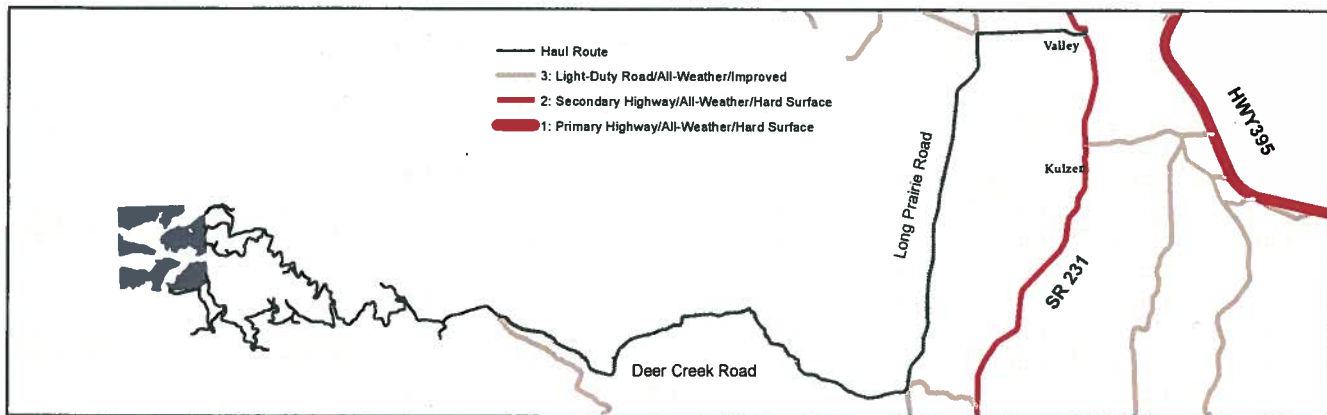 Haul Route
3: Light-Duty Road/All-Weather/Improved
2: Secondary Highway/All-Weather/Hard Surface
1: Primary Highway/All-Weather/Hard Surface
Valley
HWY395
Kulzer
Long Prairie Road
SR 231
Deer Creek Road